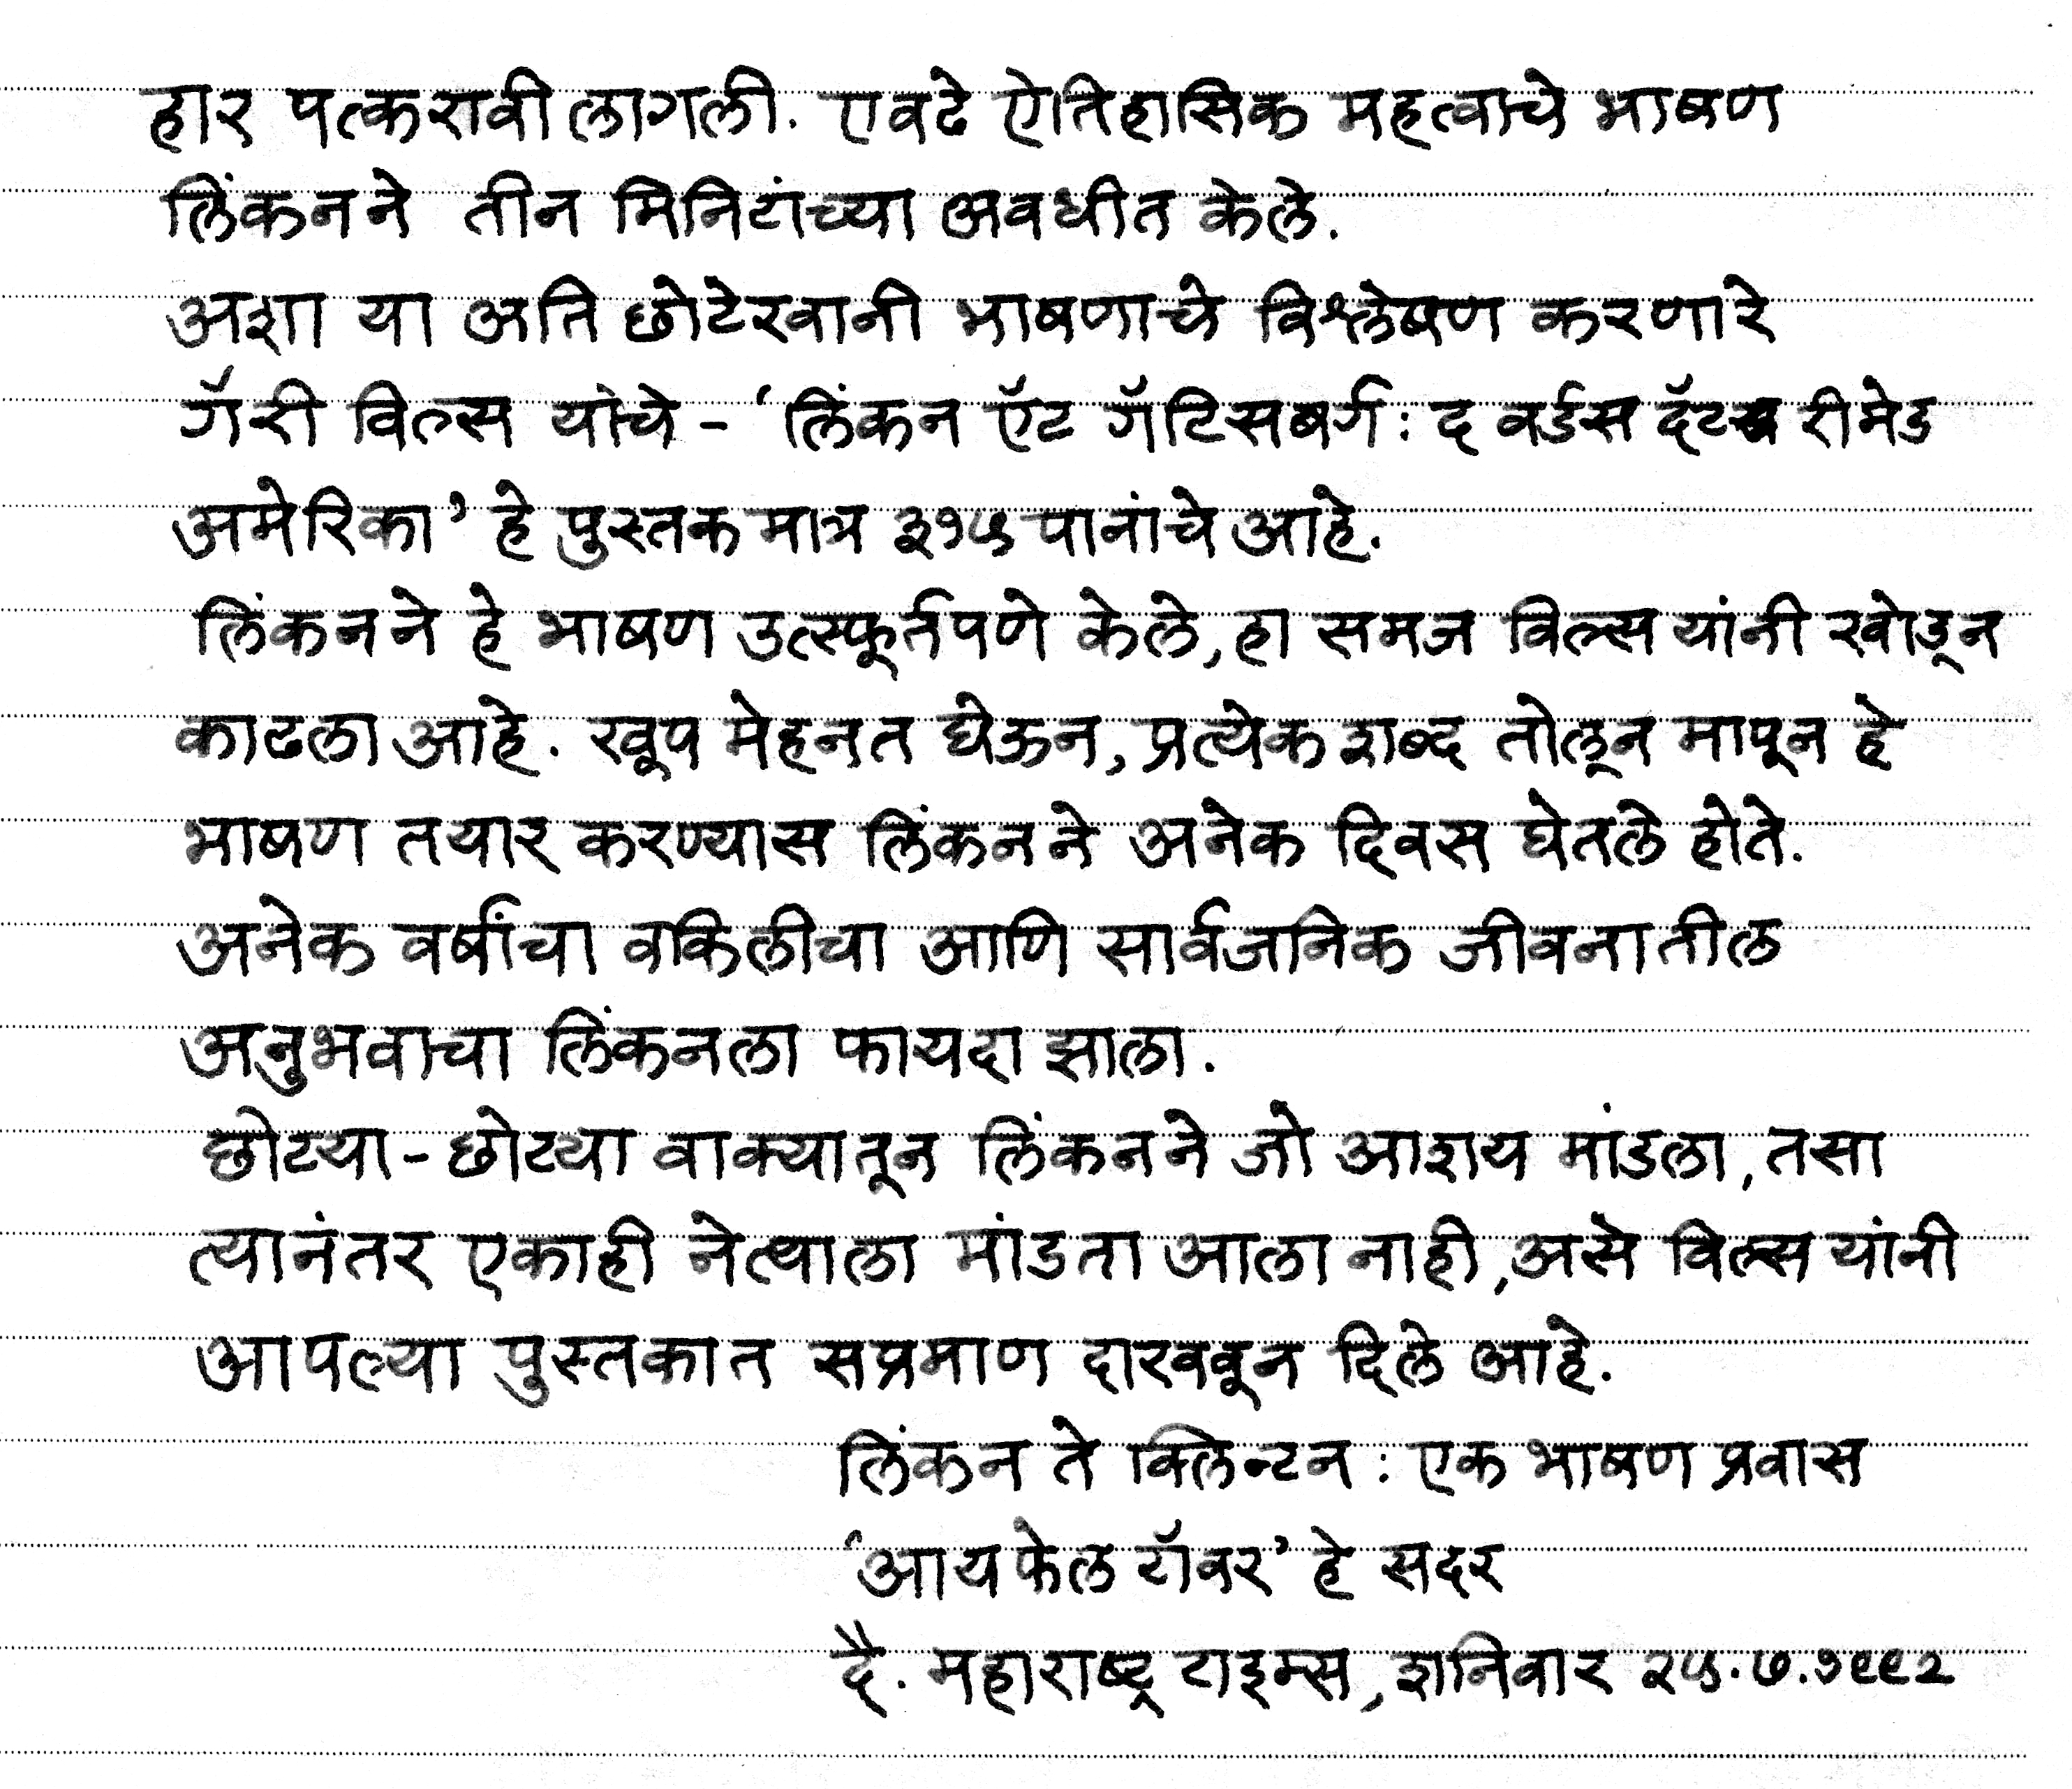 हार पत्करावी लागली. एवढे ऐतिहासिक महत्वाचे भाषण
लिंकनने तीन मिनिटांच्या अवधीत केले.
अशा या अति छोटेखानी भाषणाचे विश्लेषण करणारे
गॅरी विल्स यांचे - ‘लिंकन ऍट गॅटिसबर्ग : द वर्डस दॅट रीमेड
अमेरिका’ हे पुस्तक मात्र ३१५ पानांचे आहे.
लिंकनने हे भाषण उत्स्फूर्तपणे केले, हा समज विल्स यांनी खोडून
काढला आहे. खूप मेहनत घेऊन, प्रत्येक शब्द तोलून मापून हे
भाषण तयार करण्यास लिंकनने अनेक दिवस घेतले होते.
अनेक वर्षांचा वकिलीचा आणि सार्वजनिक जीवनातील
अनुभवाचा लिंकनला फायदा झाला.
छोट्या - छोट्या वाक्यातून लिंकनने जो आशय मांडला, तसा
त्यानंतर एकाही नेत्याला मांडता आला नाही, असे विल्स यांनी
आपल्या पुस्तकात सप्रमाण दाखवून दिले आहे.
लिंकन ते क्लिन्टन : एक भाषण प्रवास
‘आयफेल टॉवर’ हे सदर
दै. महाराष्ट्र टाइम्स, शनिवार २५.७.१९९२